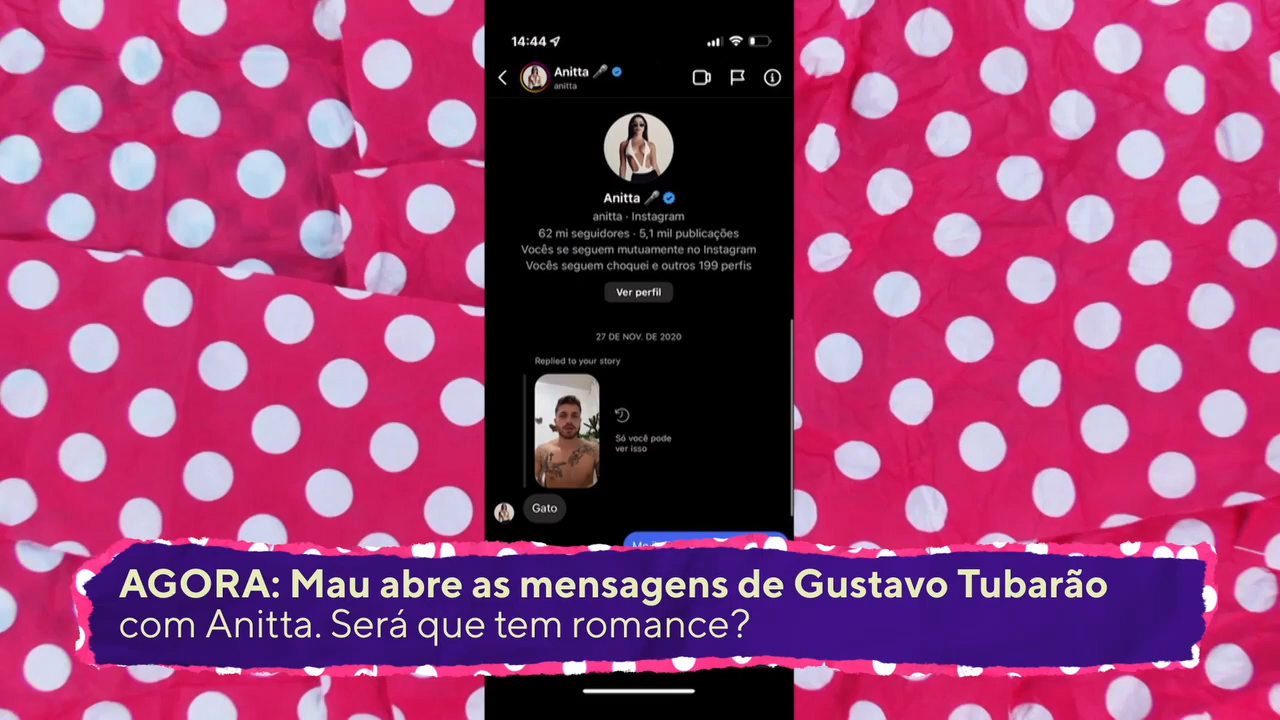 14:44
Anitta
anitta
Anitta
anitta · Instagram
62 mi seguidores · 5,1 mil publicações
Vocês se seguem mutuamente no Instagram
Vocês seguem choquei e outros 199 perfis
Ver perfil
27 DE NOV. DE 2020
Replied to your story
Só você pode
ver isso
Gato
AGORA: Mau abre as mensagens de Gustavo Tubarão
com Anitta. Será que tem romance?